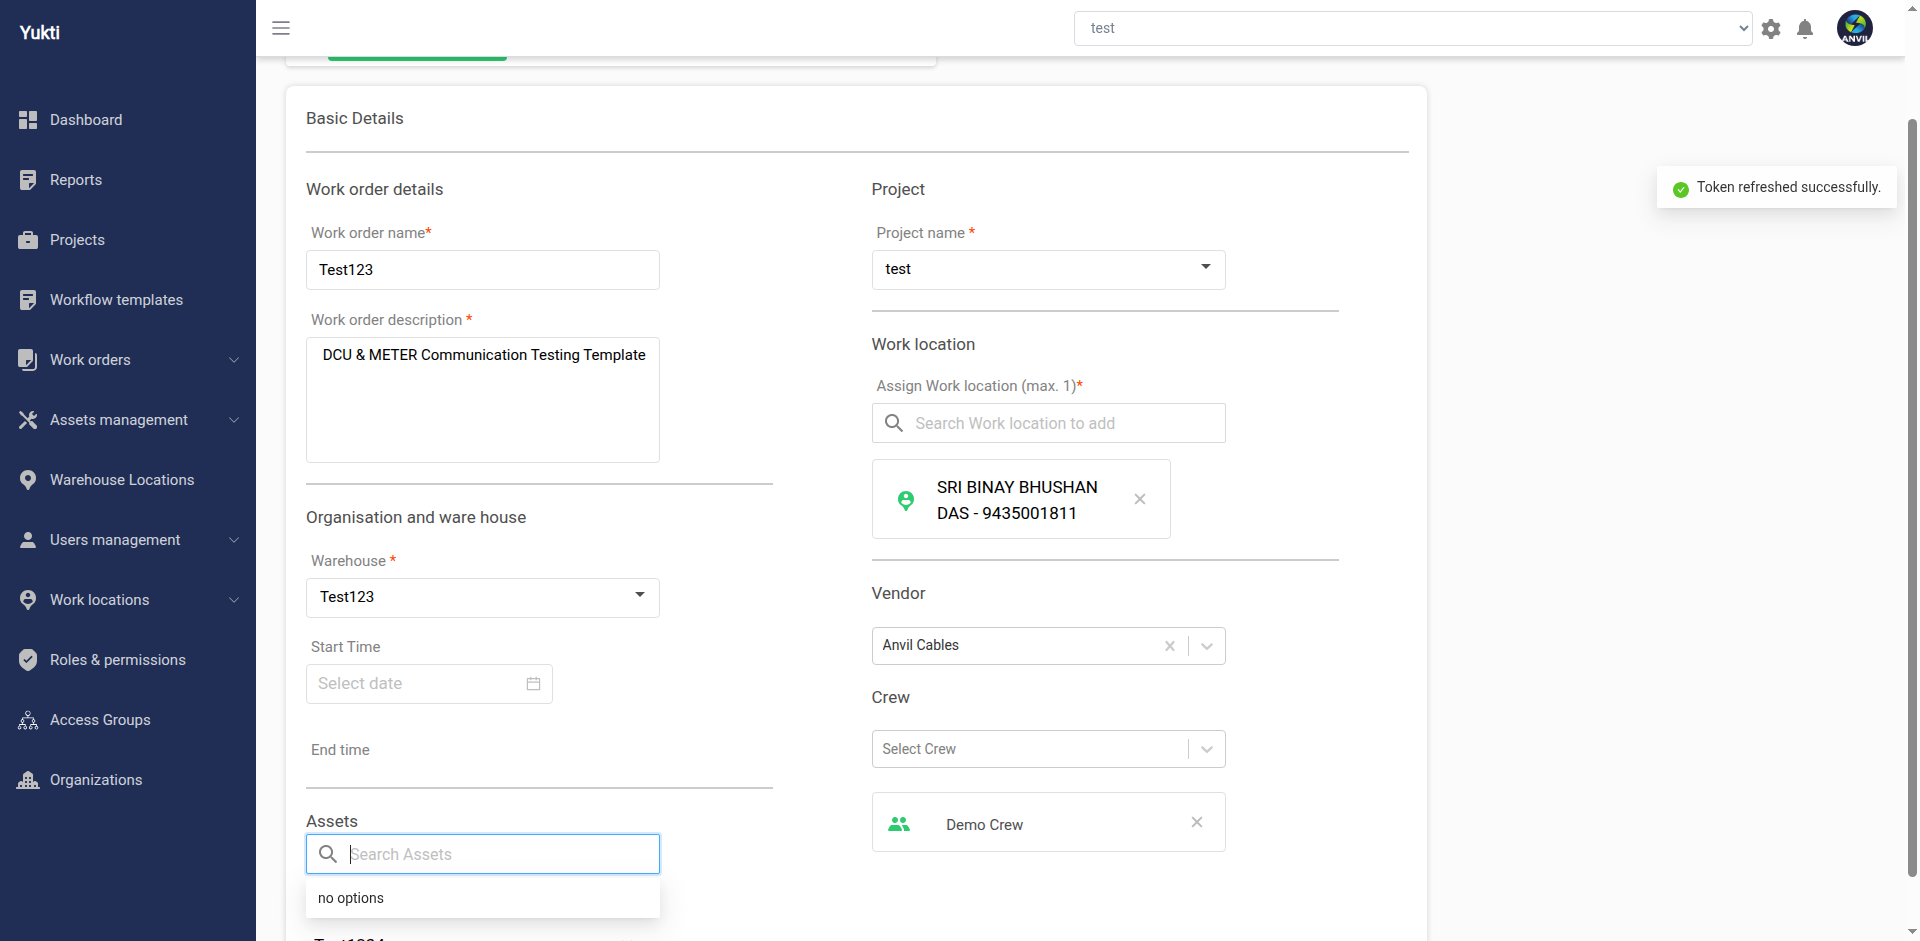 Yukti
test
ANVIL
Dashboard
Reports
Projects
Workflow templates
Work orders
Assets management
Warehouse Locations
Users management
Work locations
Roles & permissions
Access Groups
Organizations
Token refreshed successfully.
Basic Details
Work order details
Work order name*
Test123
Work order description *
DCU & METER Communication Testing Template
Organisation and ware house
Warehouse *
Test123
Start Time
Select date
End time
Assets
Search Assets
no options
Project
Project name *
test
Work location
Assign Work location (max. 1)*
Search Work location to add
SRI BINAY BHUSHAN
DAS - 9435001811
Vendor
Anvil Cables
Crew
Select Crew
Demo Crew